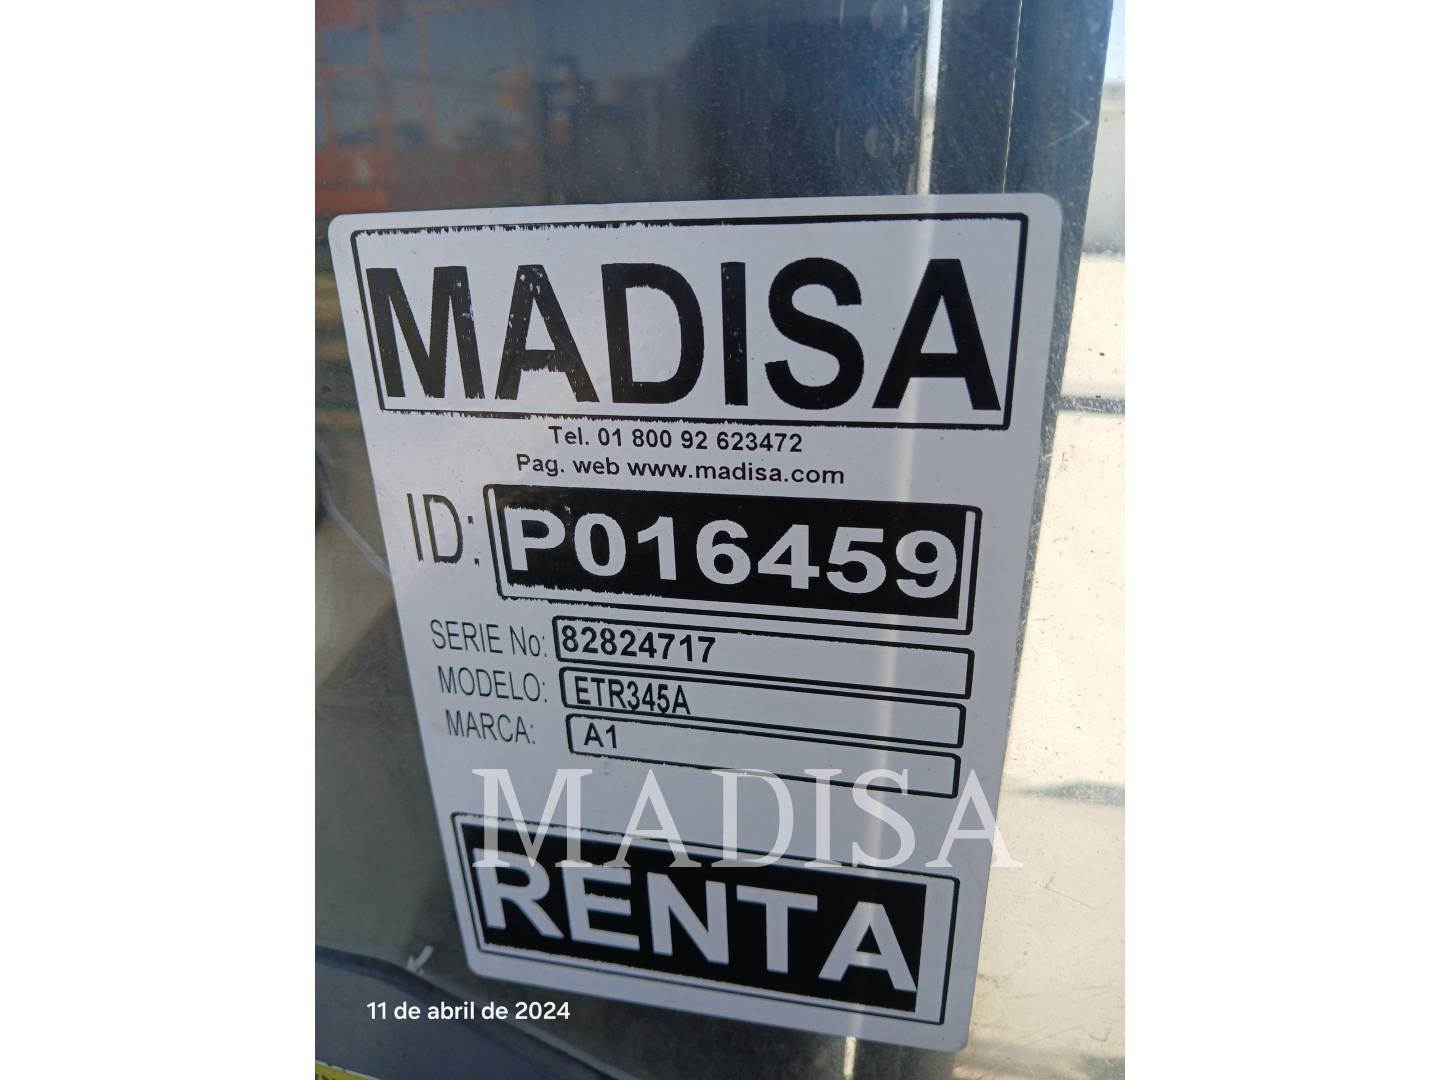 MADISA
Tel. 01 800 92 623472
Pag. web www.madisa.com
ID: P016459
SERIE No: 82824717
MODELO: ETR345A
MARCA: A1
MADISA
RENTA
11 de abril de 2024